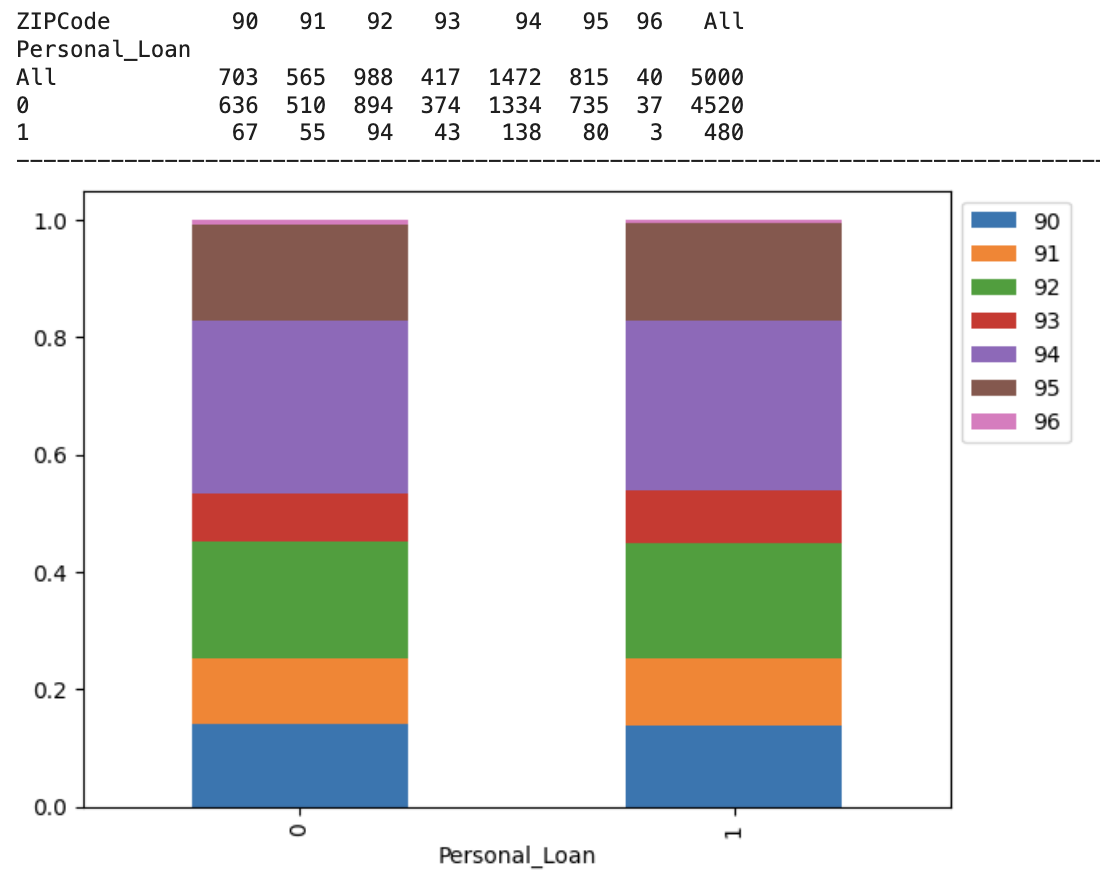 ZIPCode 90 91 92 93 94 95 96 All
Personal_Loan
All 703 565 988 417 1472 815 40 5000
0 636 510 894 374 1334 735 37 4520
1 67 55 94 43 138 80 3 480
------------------------------------------------------------------------------------
1.0
0.8
0.6
0.4
0.2
0.0
0
1
Personal_Loan
90
91
92
93
94
95
96